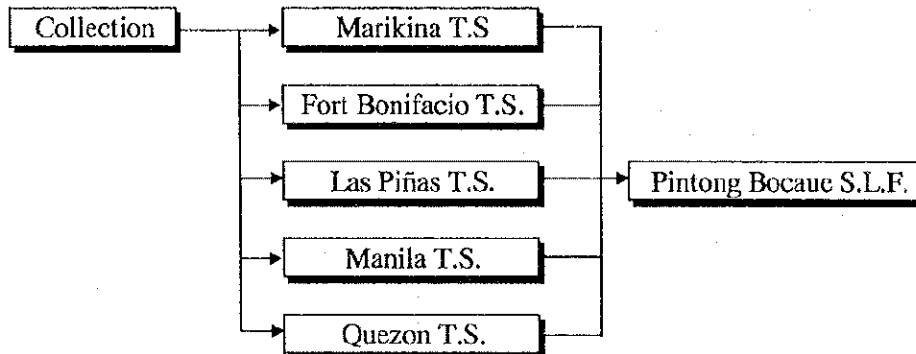 Collection
Marikina T.S
Fort Bonifacio T.S.
Las Piñas T.S.
Pintong Bocaue S.L.F.
Manila T.S.
Quezon T.S.